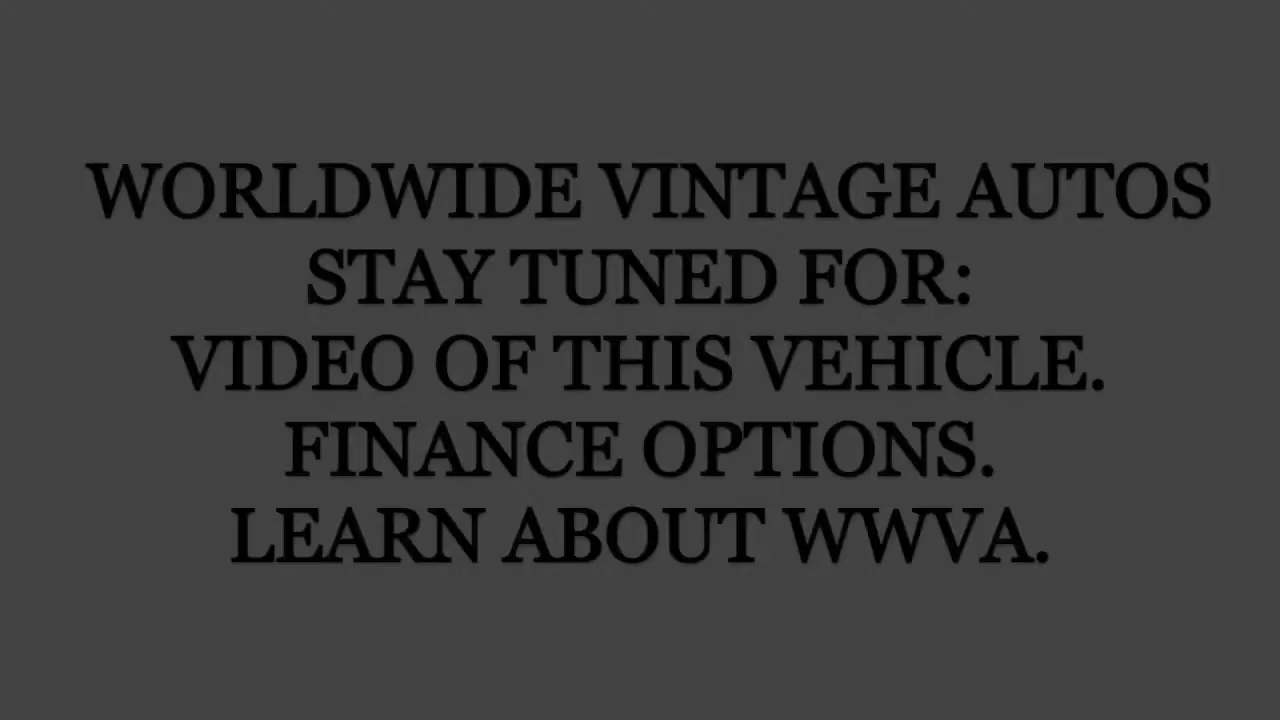 WORLDWIDE VINTAGE AUTOS
STAY TUNED FOR:
VIDEO OF THIS VEHICLE.
FINANCE OPTIONS.
LEARN ABOUT WWVA.